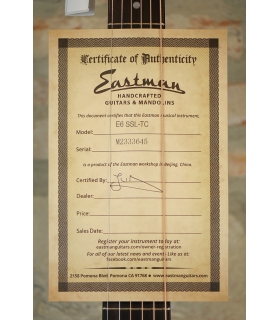 Certificate of Authenticity
Eastman
HANDCRAFTED
GUITARS & MANDOLINS
This document certifies that this Eastman musical instrument,
E6 SSL-TC
Model:
M2333645
Serial:
is a product of the Eastman workshop in Beijing, China.
Certified By:
Dealer:
Price:
Sales Date:
Register your instrument today at:
eastmanguitars.com/owner-registration
For all of our latest news and events visit us at:
facebook.com/eastmanguitars
2158 Pomona Blvd. Pomona CA 91768 • www.eastmanguitars.com